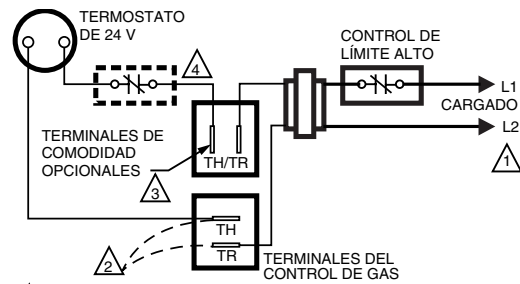 TERMOSTATO
DE 24 V
CONTROL DE
LÍMITE ALTO
4
L1
CARGADO
L2
1
TERMINALES DE
COMODIDAD
OPCIONALES
TH/TR
3
TH
TR
2
TERMINALES DEL
CONTROL DE GAS